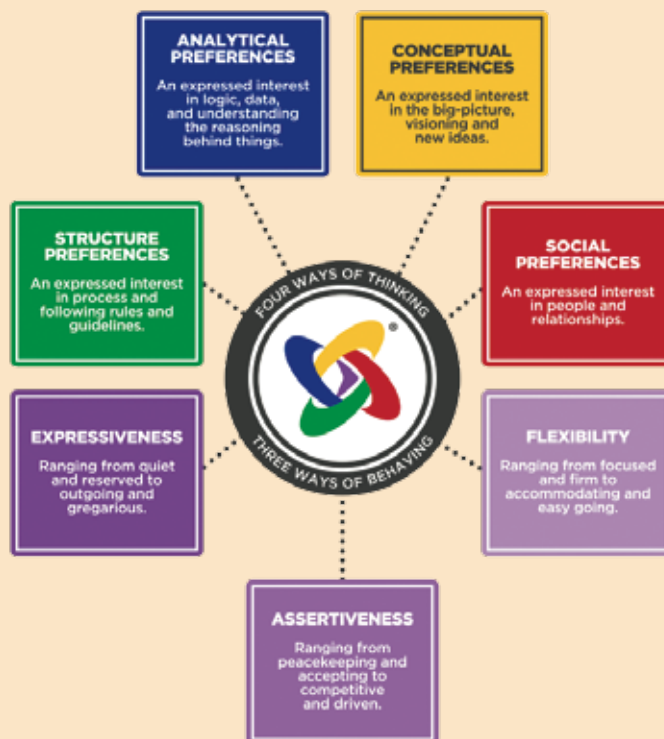 ANALYTICAL
PREFERENCES
An expressed interest
in logic, data,
and understanding
the reasoning
behind things.
CONCEPTUAL
PREFERENCES
An expressed interest
in the big-picture,
visioning and
new ideas.
STRUCTURE
PREFERENCES
An expressed interest
in process and
following rules and
guidelines.
SOCIAL
PREFERENCES
An expressed interest
in people and
relationships.
FOUR WAYS OF THINKING
®
THREE WAYS OF BEHAVING
EXPRESSIVENESS
Ranging from quiet
and reserved to
outgoing and
gregarious.
FLEXIBILITY
Ranging from focused
and firm to
accommodating and
easy going.
ASSERTIVENESS
Ranging from
peacekeeping and
accepting to
competitive
and driven.